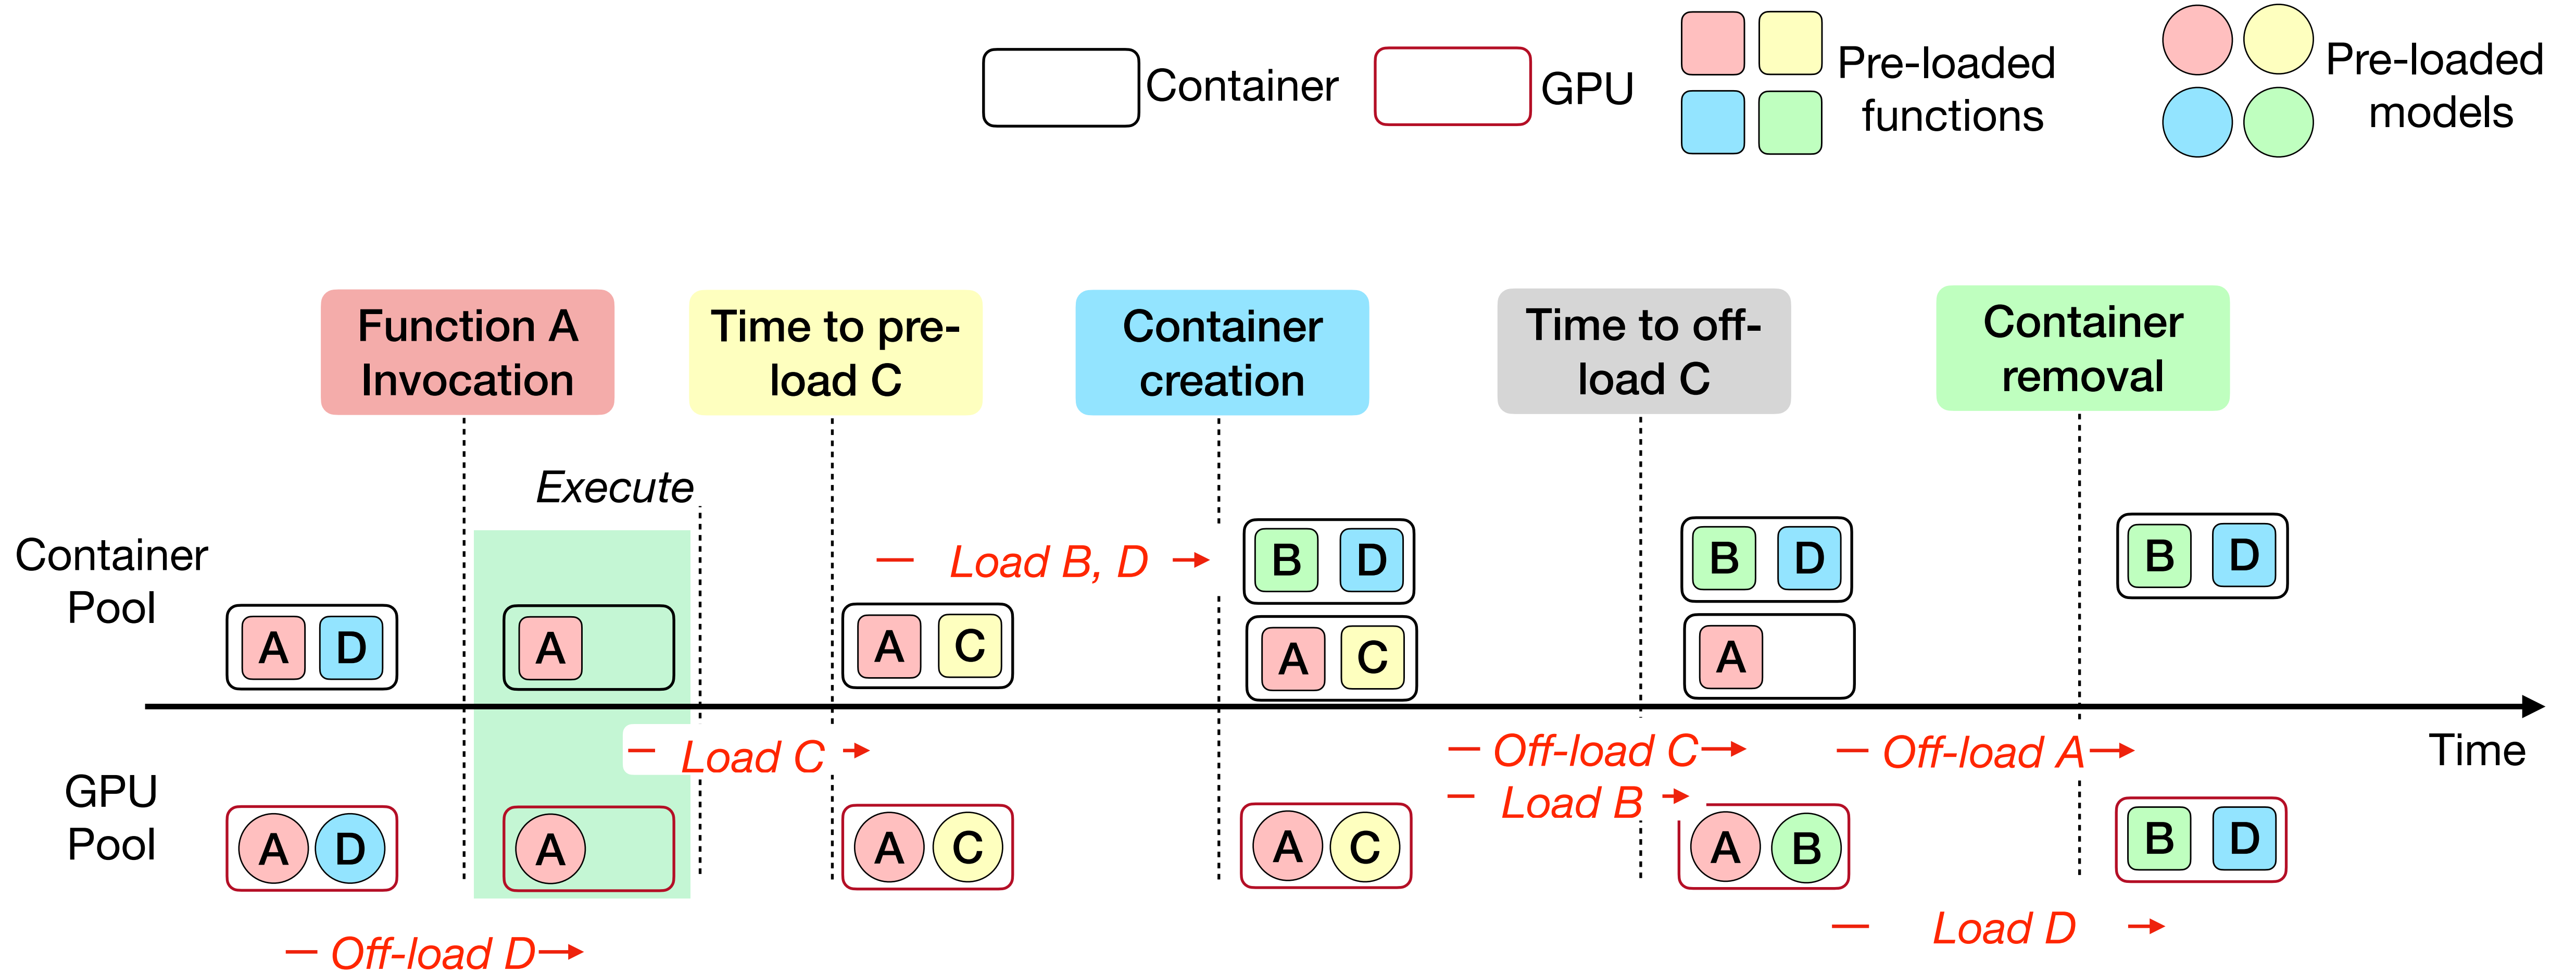 Container
GPU
Pre-loaded
functions
Pre-loaded
models
Function A
Invocation
Time to pre-
load C
Container
creation
Time to off-
load C
Container
removal
Execute
Container
Pool
A D
A
Load B, D
A C
B D
A C
B D
A
B D
Load C
Off-load C
Load B
Off-load A
Time
GPU
Pool
A D
A
A C
A C
A B
B D
Off-load D
Load D